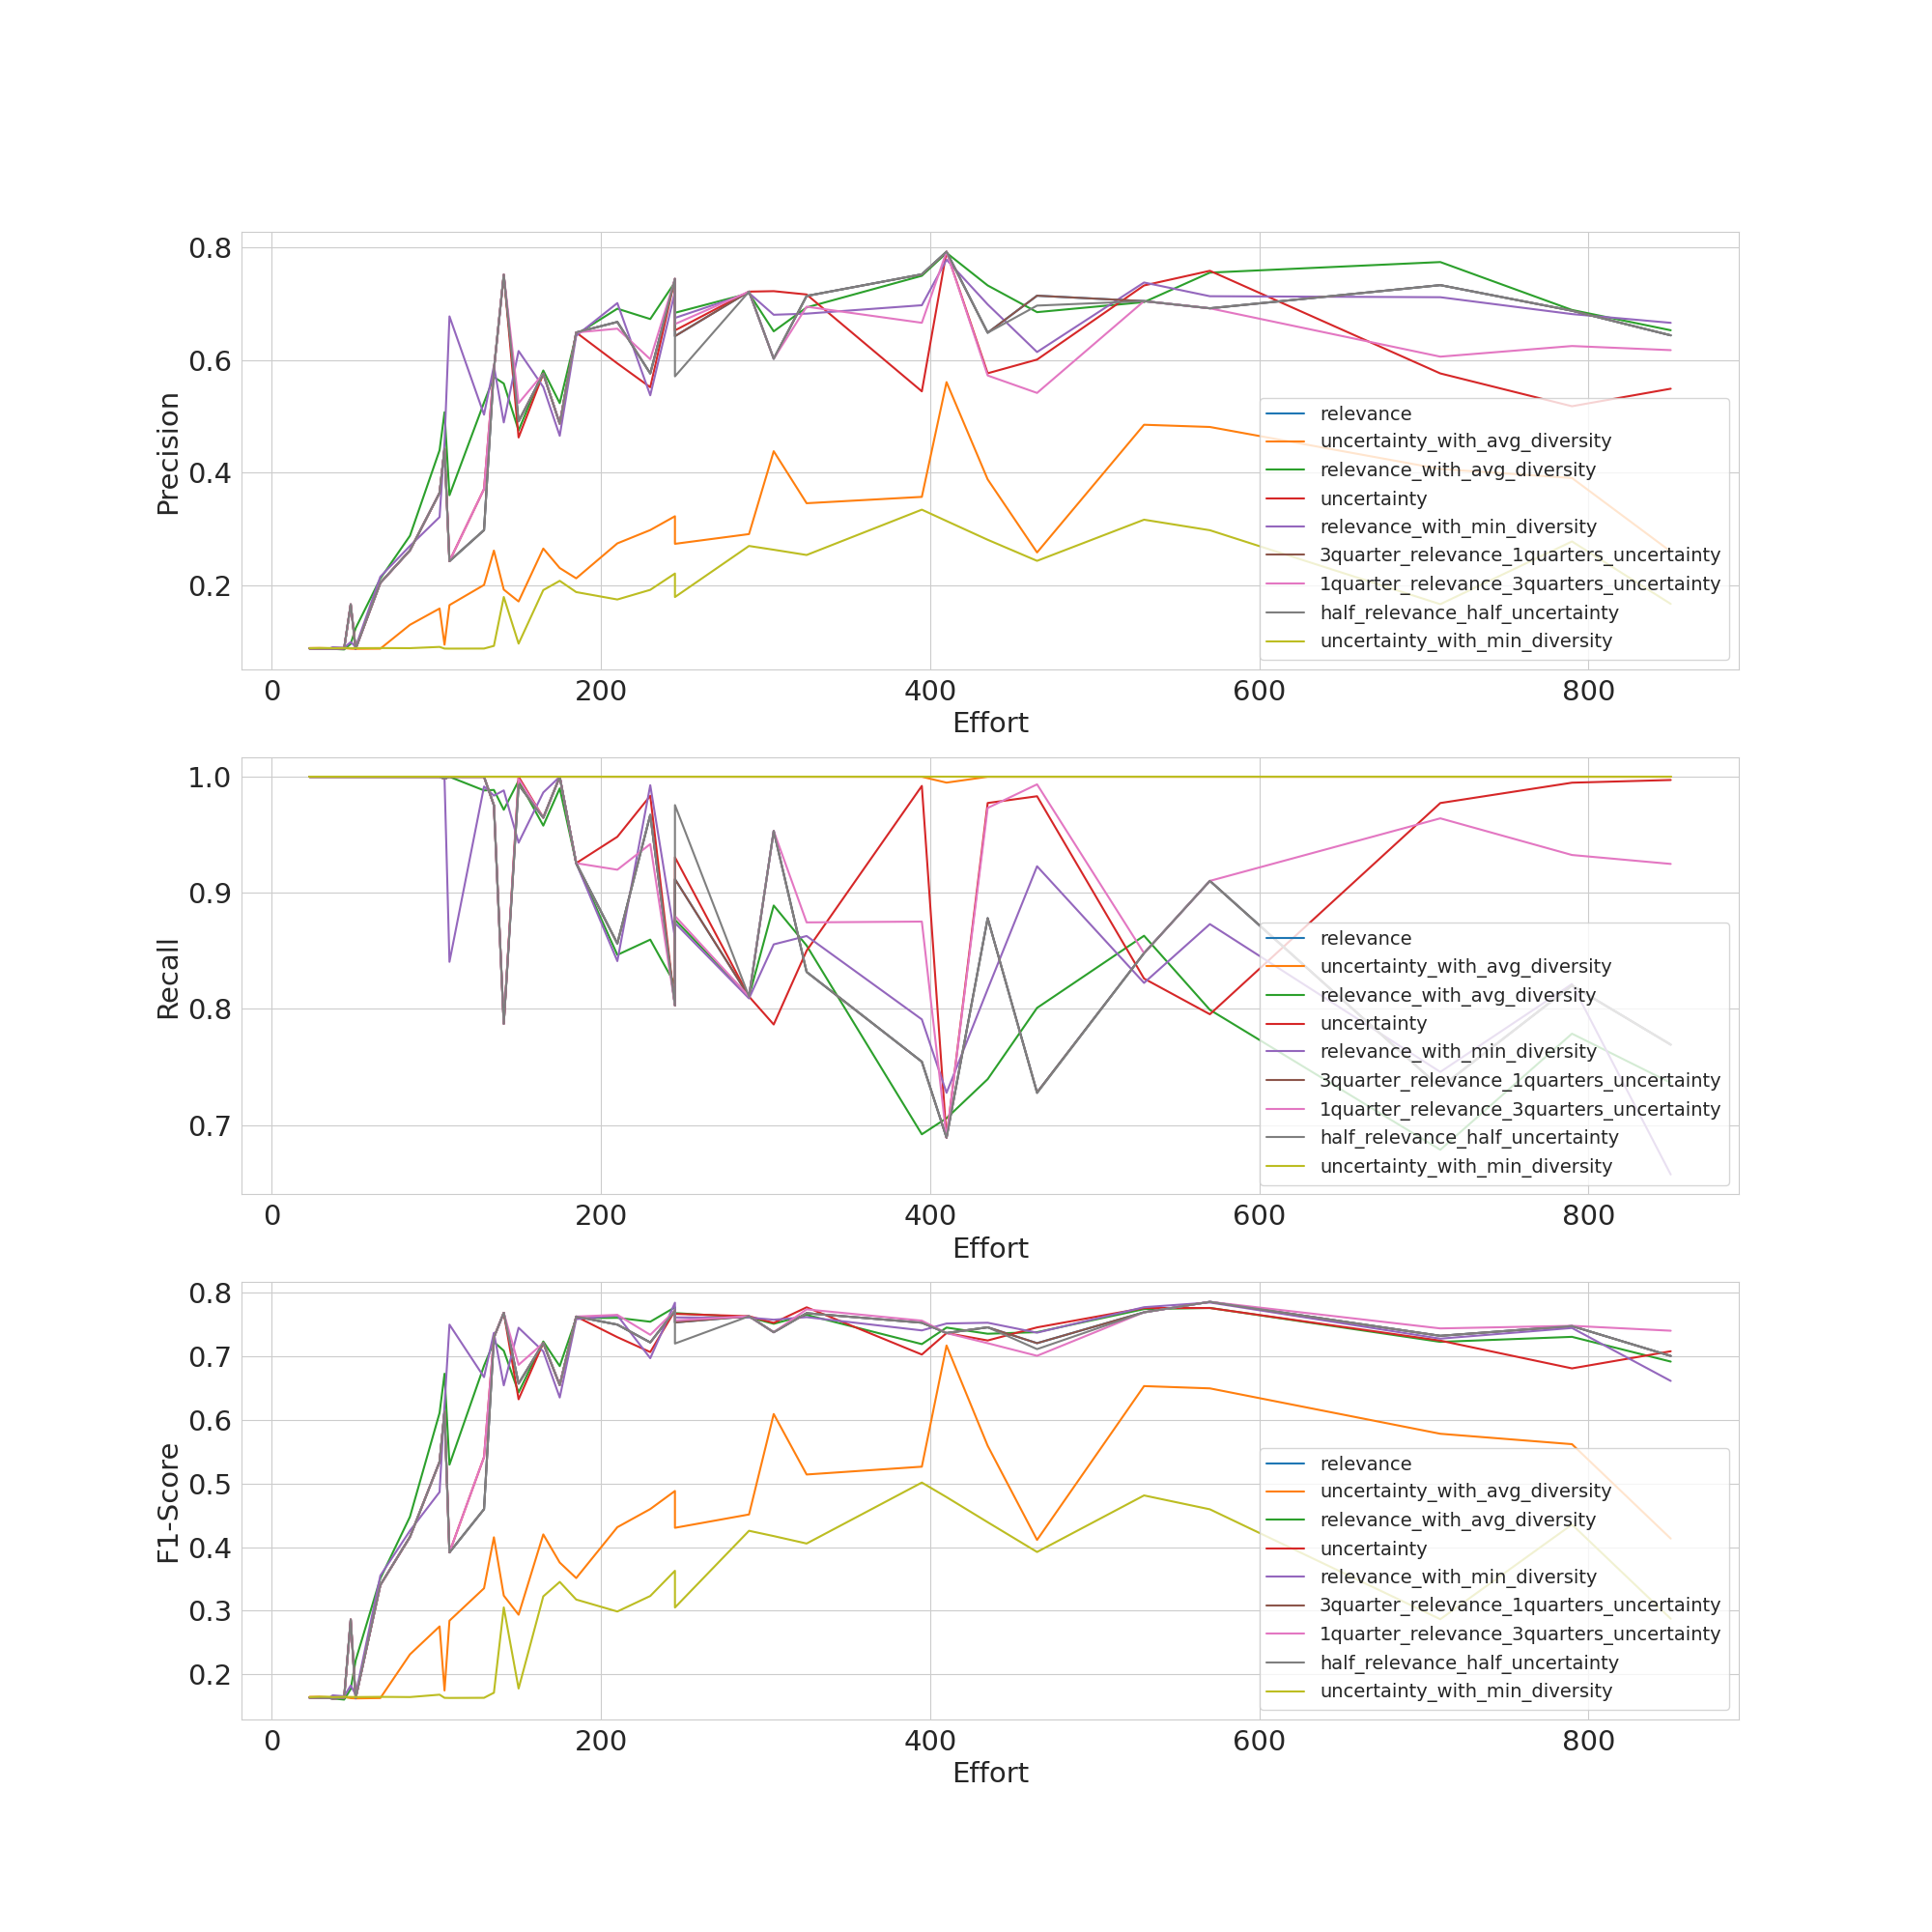 0.8
0.6
0.4
0.2
Precision
relevance
uncertainty_with_avg_diversity
relevance_with_avg_diversity
uncertainty
relevance_with_min_diversity
3quarter_relevance_1quarters_uncertainty
1quarter_relevance_3quarters_uncertainty
half_relevance_half_uncertainty
uncertainty_with_min_diversity
0 200 400 600 800
Effort
1.0
0.9
0.8
0.7
Recall
relevance
uncertainty_with_avg_diversity
relevance_with_avg_diversity
uncertainty
relevance_with_min_diversity
3quarter_relevance_1quarters_uncertainty
1quarter_relevance_3quarters_uncertainty
half_relevance_half_uncertainty
uncertainty_with_min_diversity
0 200 400 600 800
Effort
0.8
0.7
0.6
0.5
0.4
0.3
0.2
F1-Score
relevance
uncertainty_with_avg_diversity
relevance_with_avg_diversity
uncertainty
relevance_with_min_diversity
3quarter_relevance_1quarters_uncertainty
1quarter_relevance_3quarters_uncertainty
half_relevance_half_uncertainty
uncertainty_with_min_diversity
0 200 400 600 800
Effort